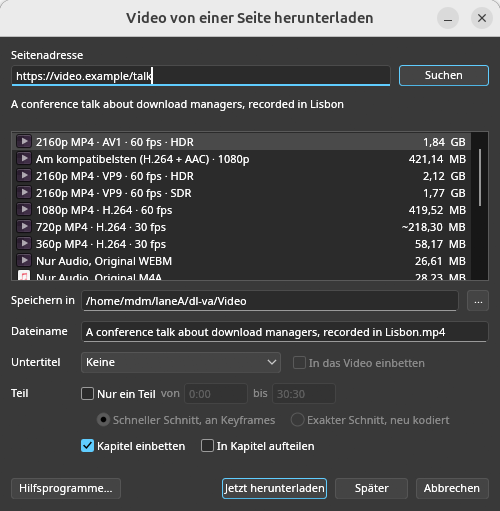 Video von einer Seite herunterladen
Seitenadresse
https://video.example/talk
Suchen
A conference talk about download managers, recorded in Lisbon
2160p MP4 · AV1 · 60 fps · HDR 1,84 GB
Am kompatibelsten (H.264 + AAC) · 1080p 421,14 MB
2160p MP4 · VP9 · 60 fps · HDR 2,12 GB
2160p MP4 · VP9 · 60 fps · SDR 1,77 GB
1080p MP4 · H.264 · 60 fps 419,52 MB
720p MP4 · H.264 · 30 fps ~218,30 MB
360p MP4 · H.264 · 30 fps 58,17 MB
Nur Audio, Original WEBM 26,61 MB
Nur Audio, Original M4A 28,23 MB
Speichern in /home/mdm/laneA/dl-va/Video ...
Dateiname A conference talk about download managers, recorded in Lisbon.mp4
Untertitel Keine In das Video einbetten
Teil Nur ein Teil von 0:00 bis 30:30
Schneller Schnitt, an Keyframes Exakter Schnitt, neu kodiert
Kapitel einbetten In Kapitel aufteilen
Hilfsprogramme... Jetzt herunterladen Später Abbrechen